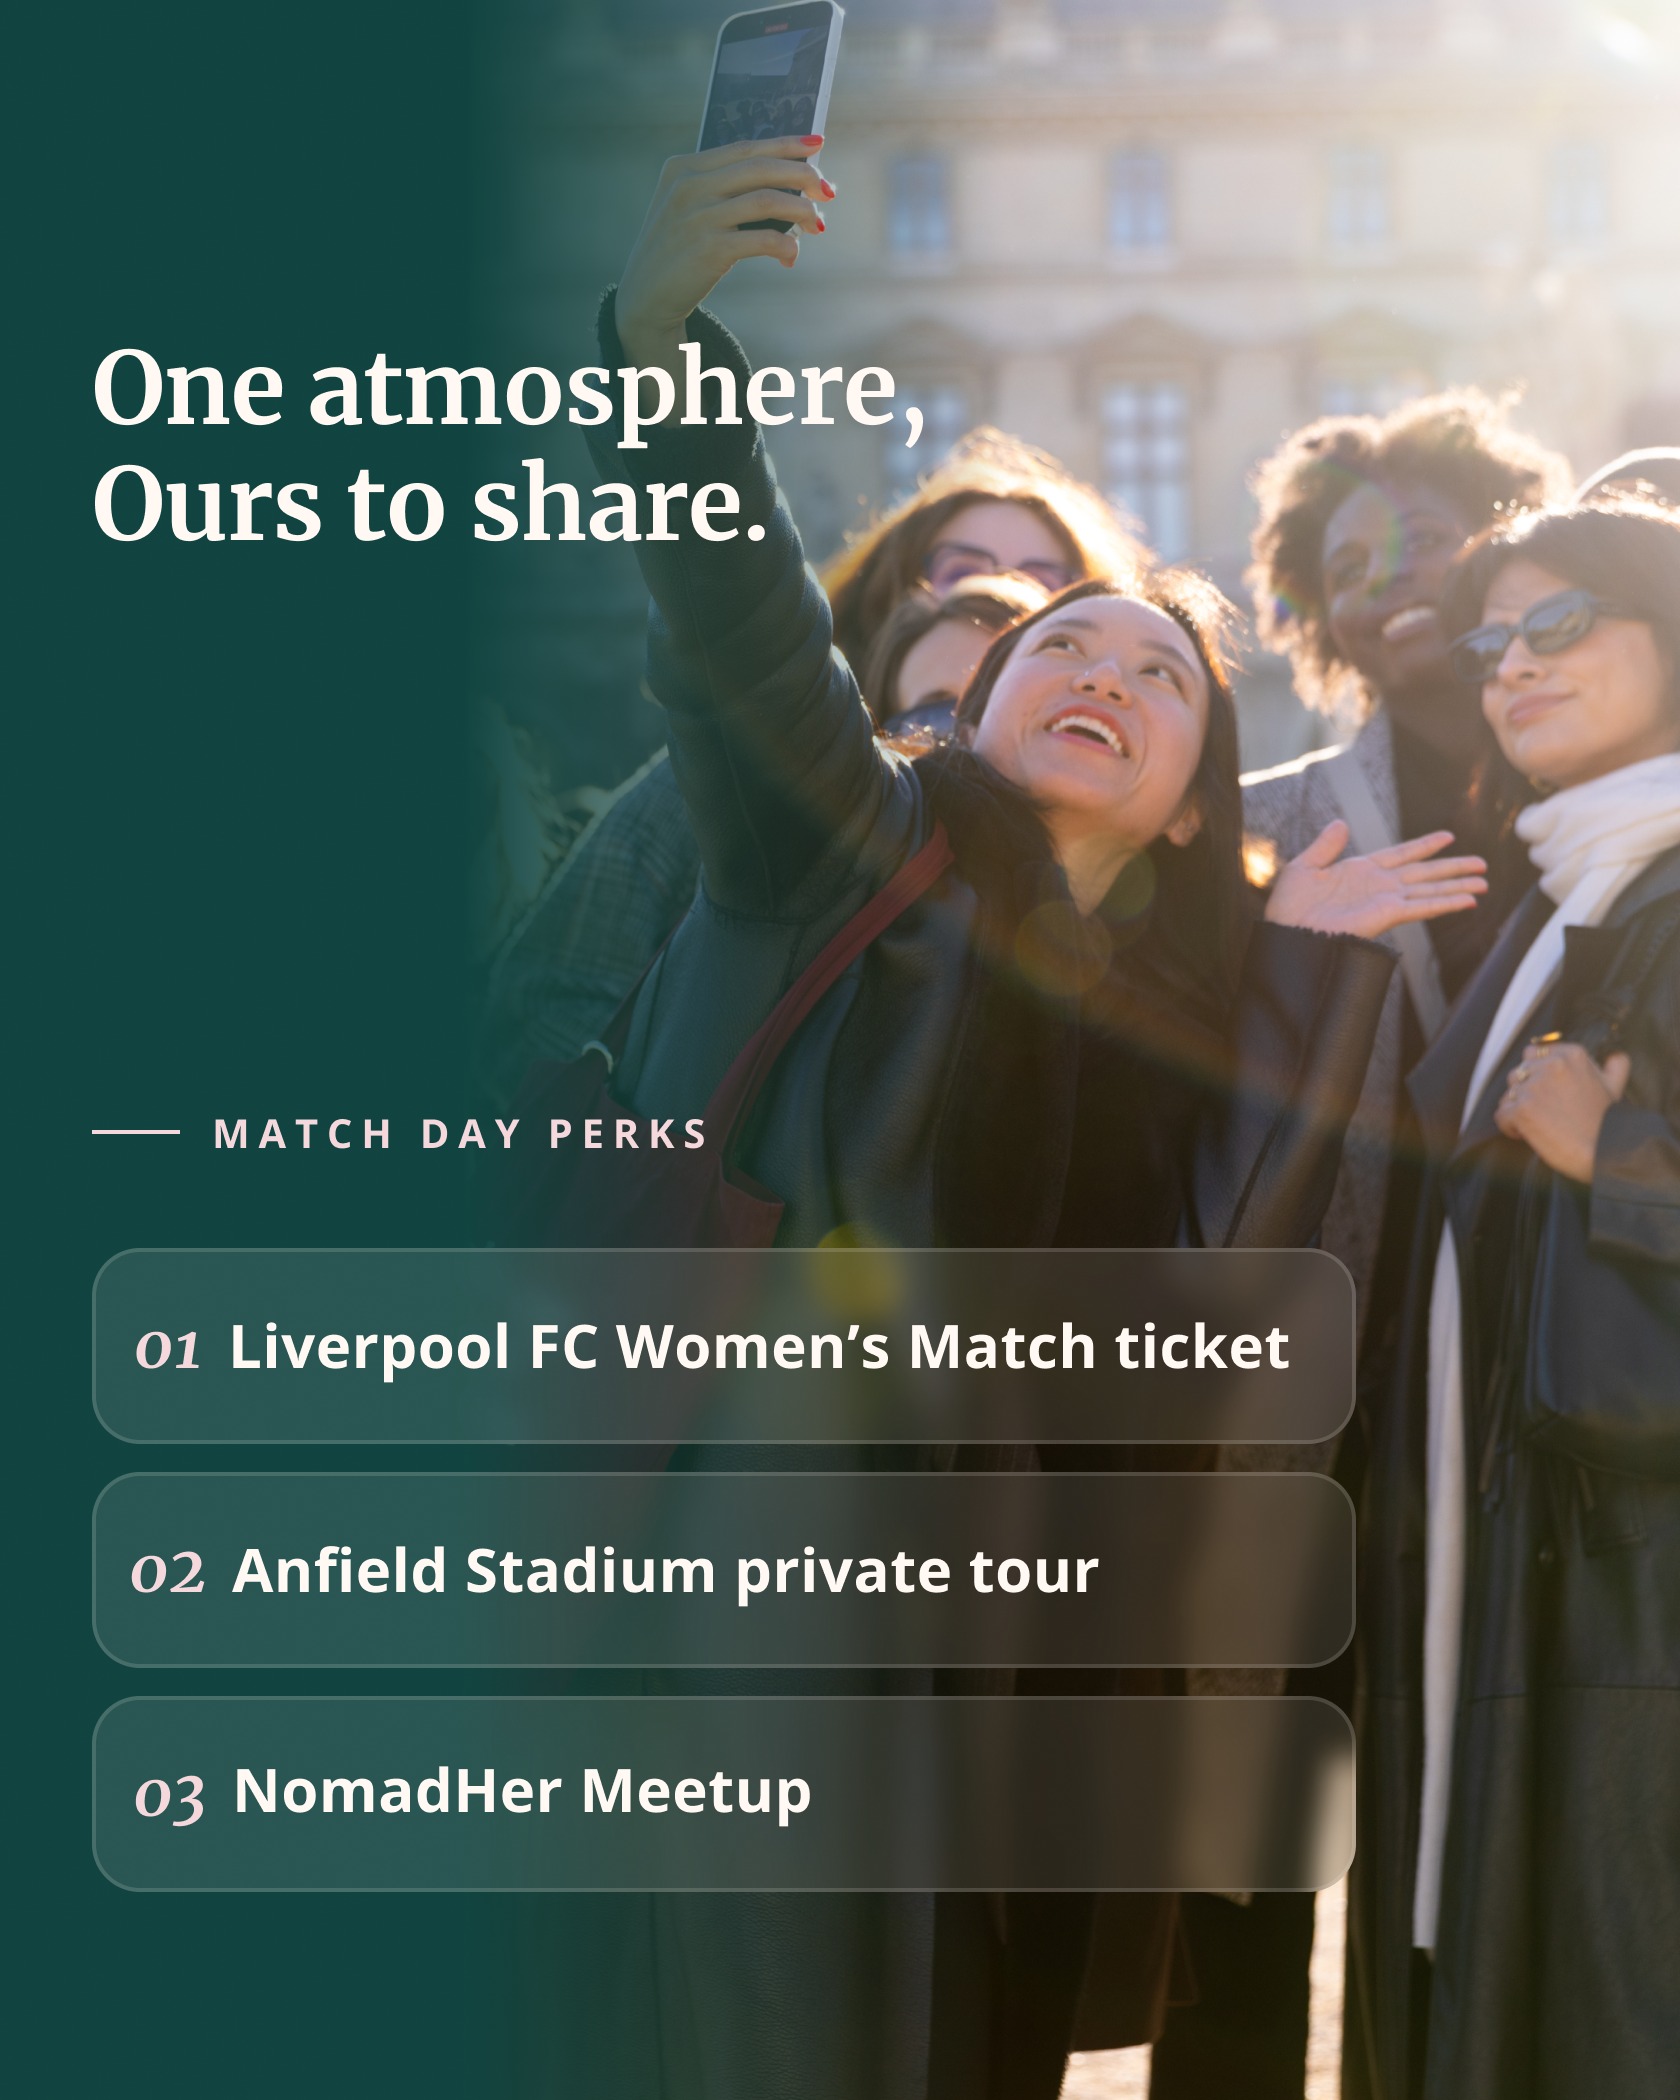 One atmosphere,
Ours to share.
MATCH DAY PERKS
01 Liverpool FC Women’s Match ticket
02 Anfield Stadium private tour
03 NomadHer Meetup